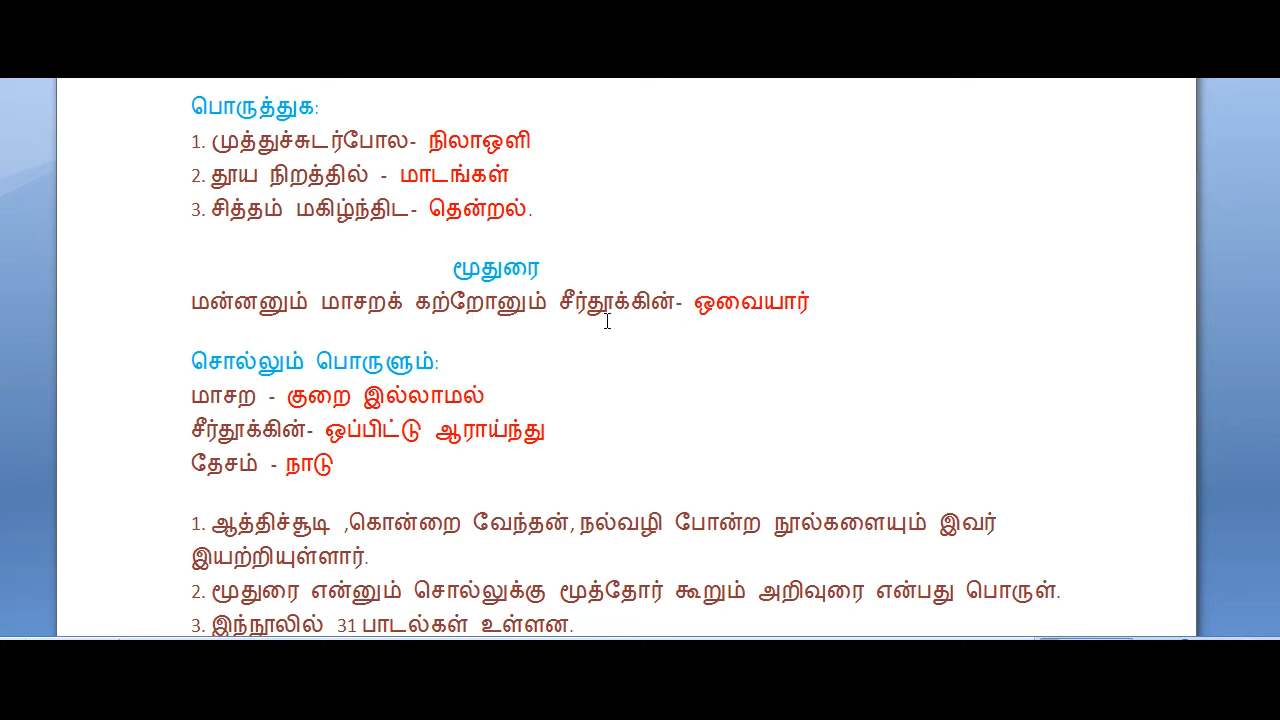 பொருத்துக:
1. முத்துச்சுடர்போல- நிலாஒளி
2. தூய நிறத்தில் - மாடங்கள்
3. சித்தம் மகிழ்ந்திட- தென்றல்.
மூதுரை
மன்னனும் மாசறக் கற்றோனும் சீர்தூக்கின்- ஒவையார்
சொல்லும் பொருளும்:
மாசற - குறை இல்லாமல்
சீர்தூக்கின்- ஒப்பிட்டு ஆராய்ந்து
தேசம் - நாடு
1. ஆத்திச்சூடி ,கொன்றை வேந்தன்,நல்வழி போன்ற நூல்களையும் இவர்
இயற்றியுள்ளார்.
2. மூதுரை என்னும் சொல்லுக்கு மூத்தோர் கூறும் அறிவுரை என்பது பொருள்.
3. இந்நூலில் 31 பாடல்கள் உள்ளன.